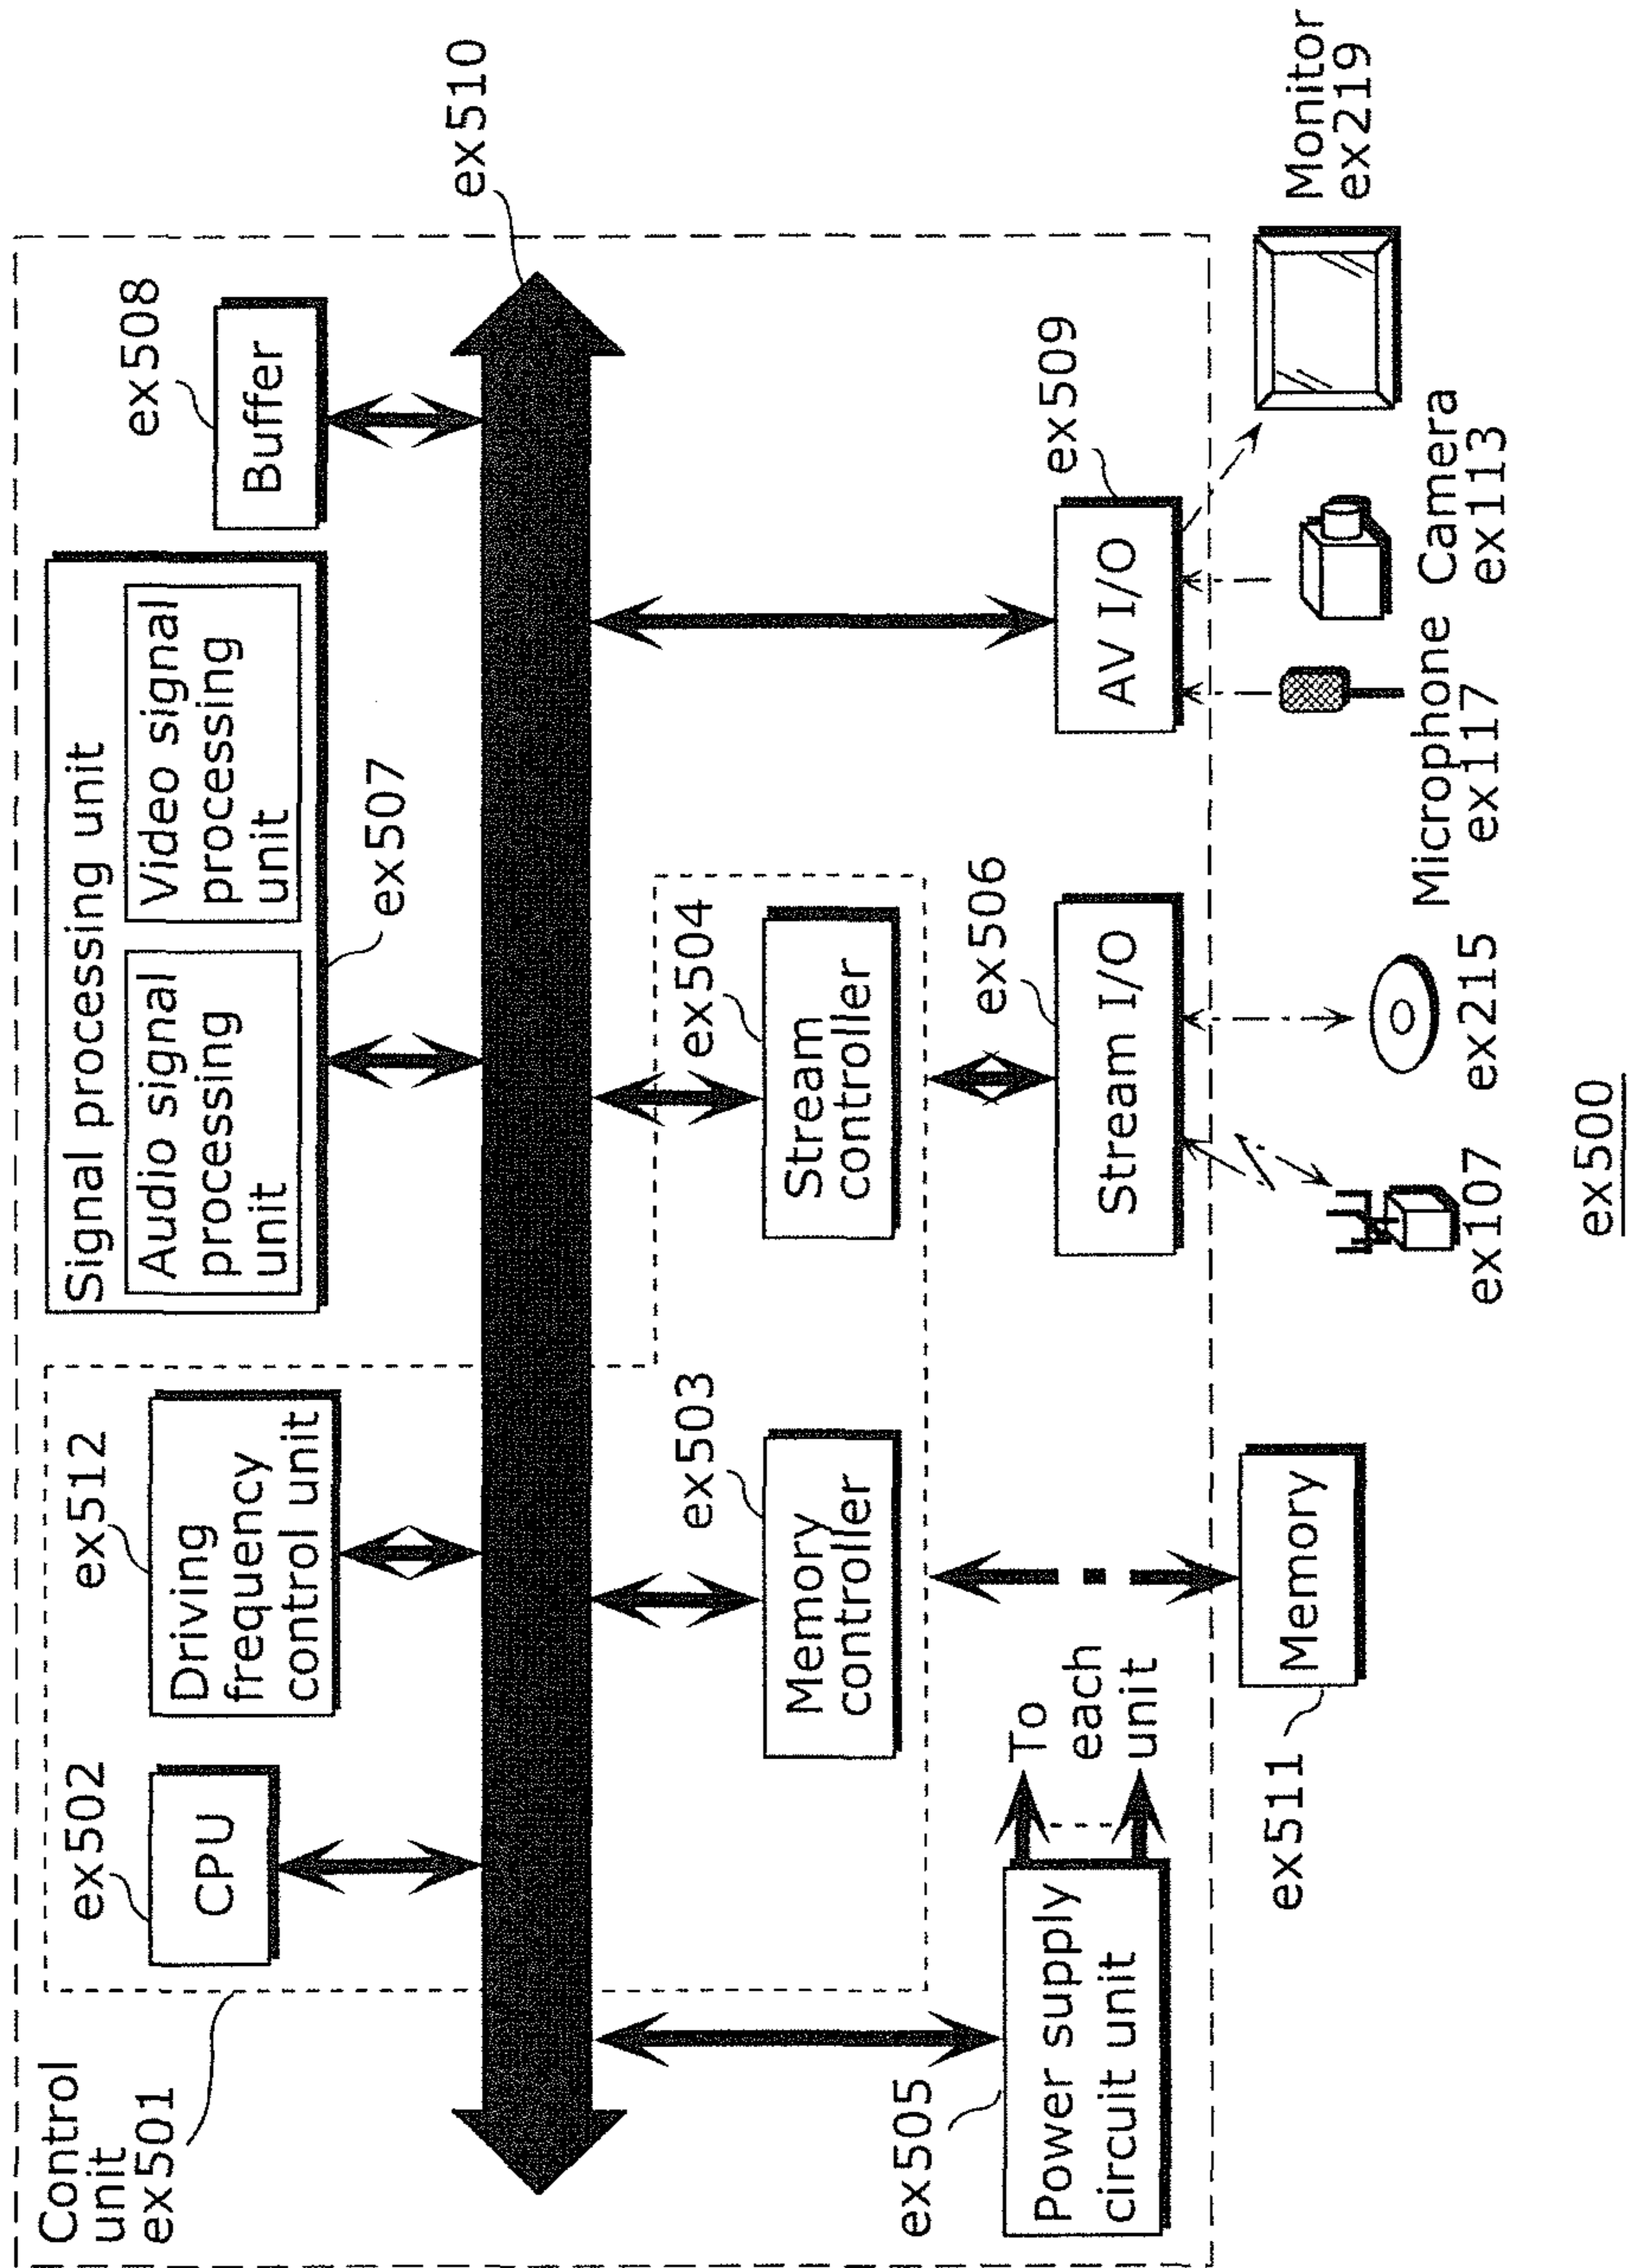 Control
unit
ex501
ex502
CPU
ex512
Driving
frequency
control unit
Signal processing unit
Audio signal
processing
unit
Video signal
processing
unit
ex507
ex508
Buffer
ex510
ex503
Memory
controller
ex504
Stream
controller
ex505
Power supply
circuit unit
To
each
unit
ex506
Stream I/O
ex509
AV I/O
ex511
Memory
ex107
ex215
Microphone
ex117
Camera
ex113
Monitor
ex219
ex500